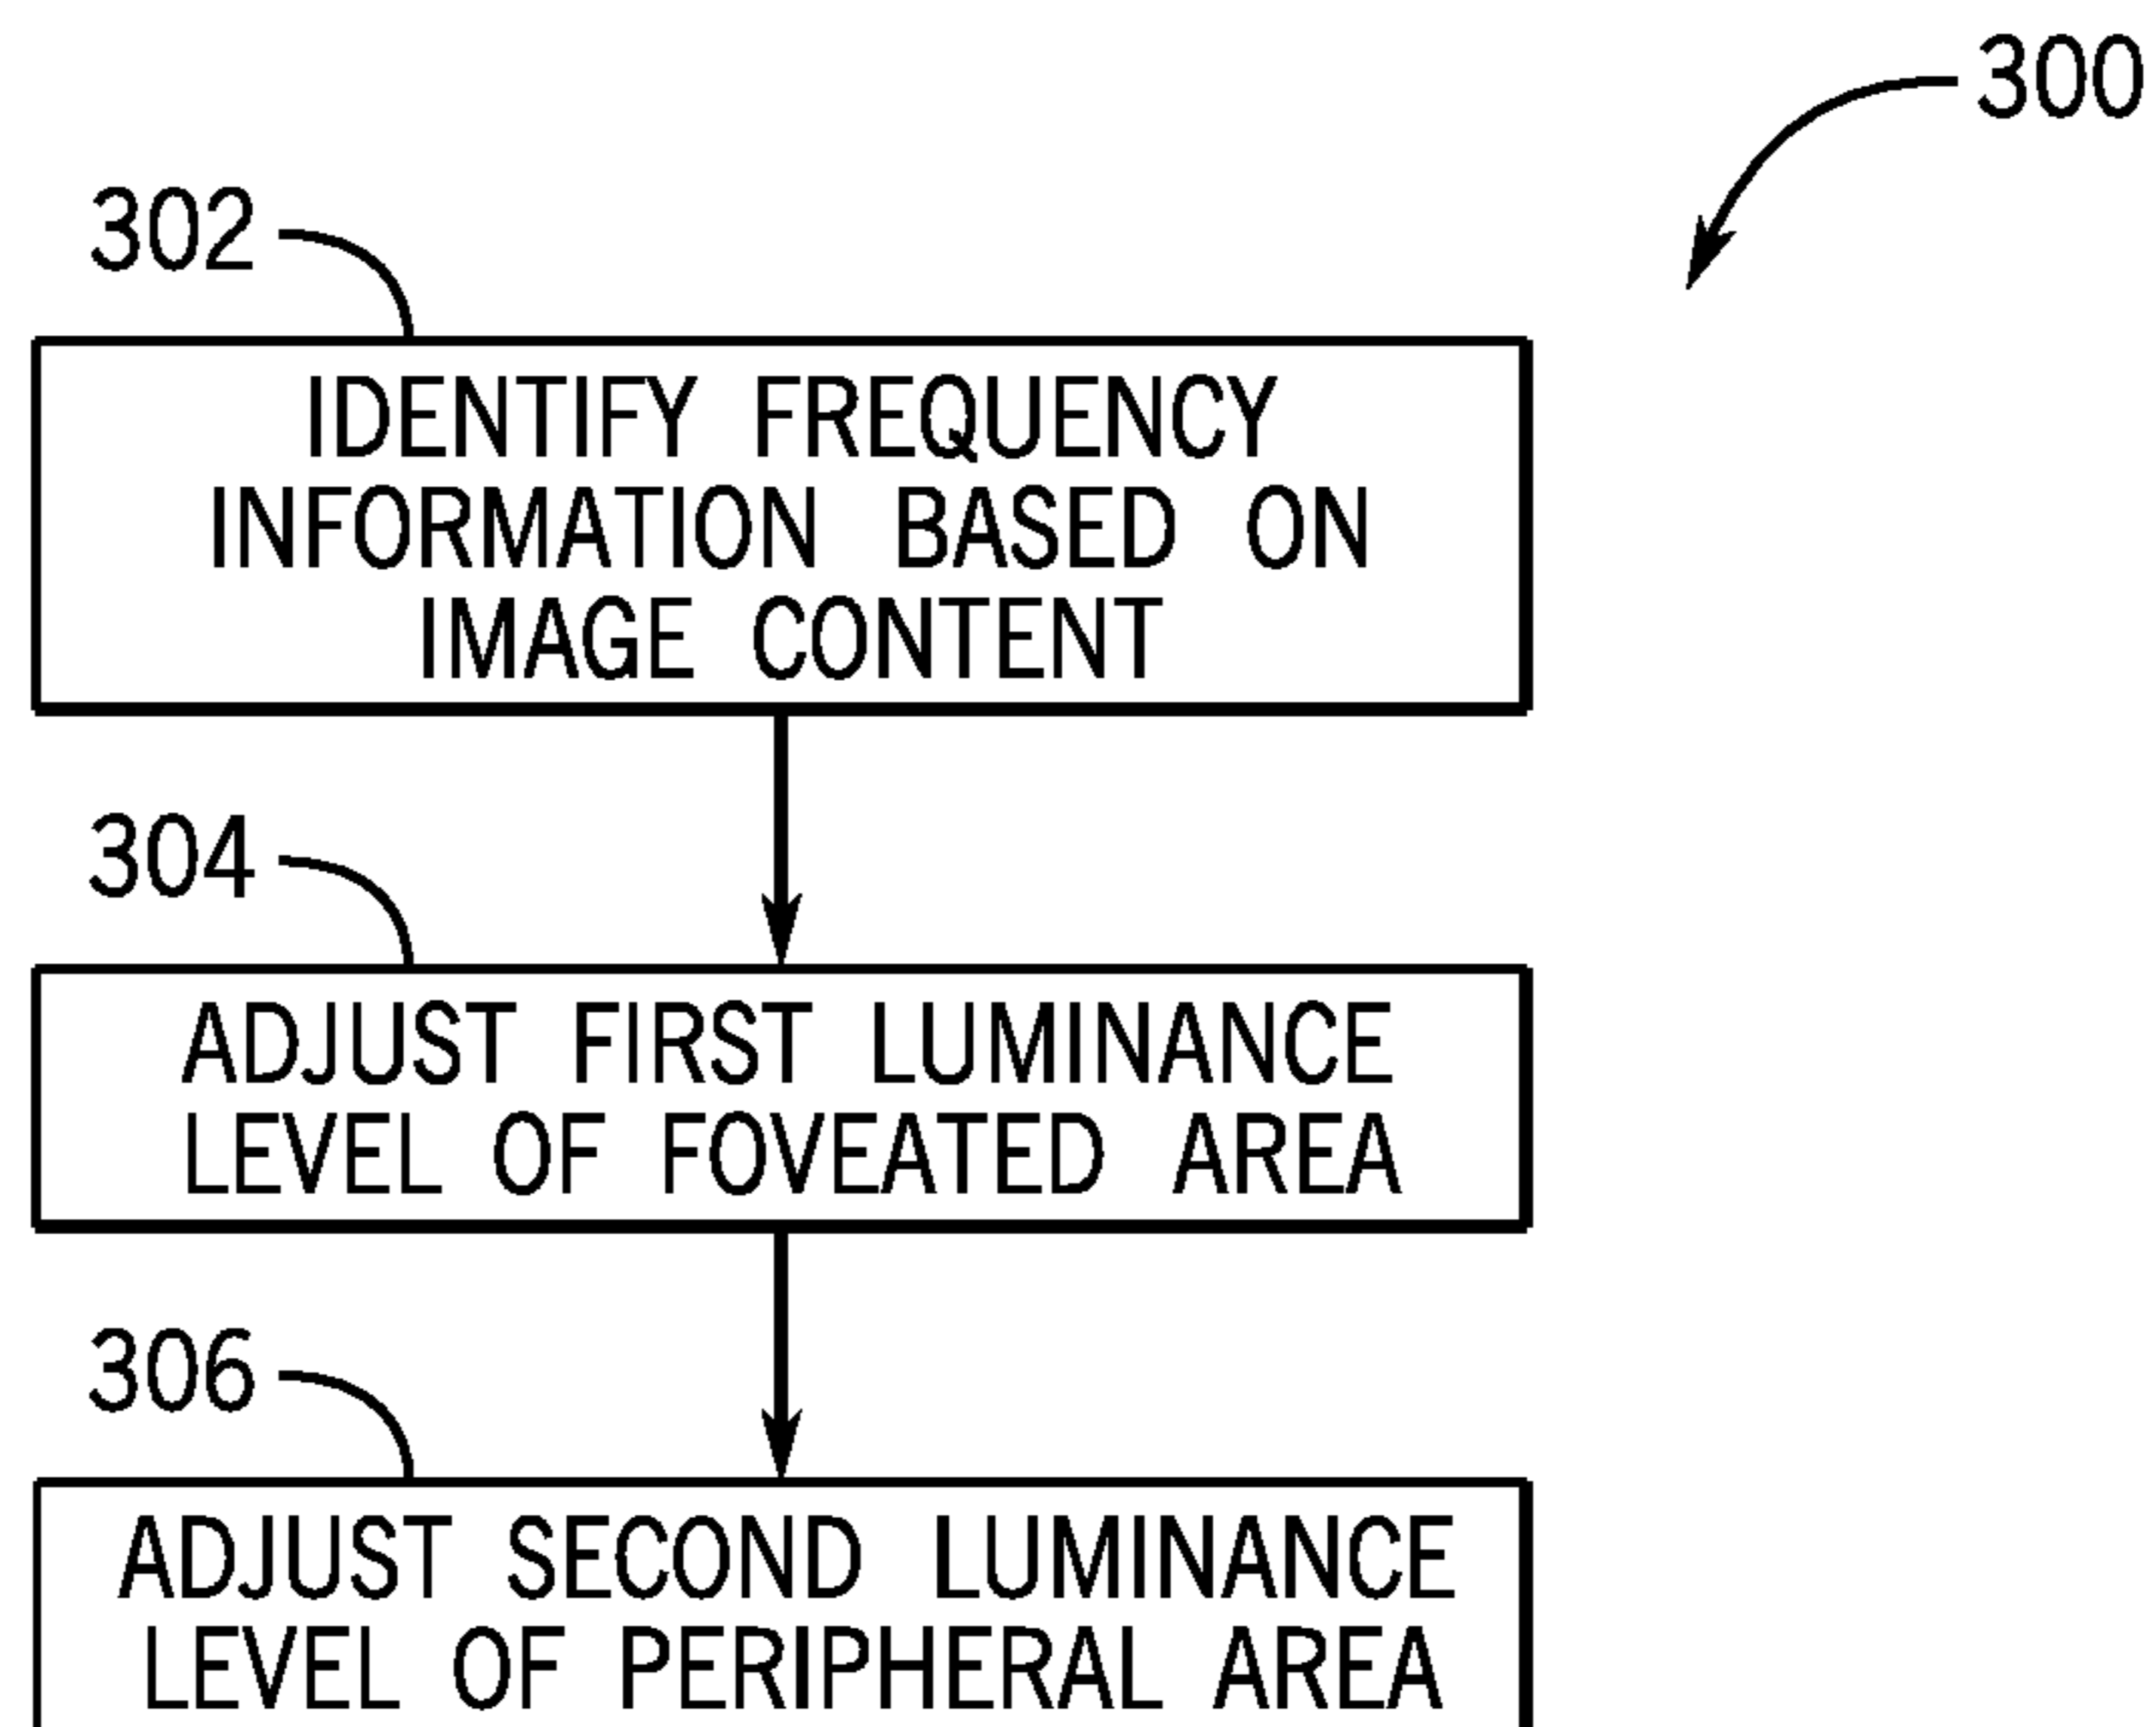 300
302
IDENTIFY FREQUENCY
INFORMATION BASED ON
IMAGE CONTENT
304
ADJUST FIRST LUMINANCE
LEVEL OF FOVEATED AREA
306
ADJUST SECOND LUMINANCE
LEVEL OF PERIPHERAL AREA